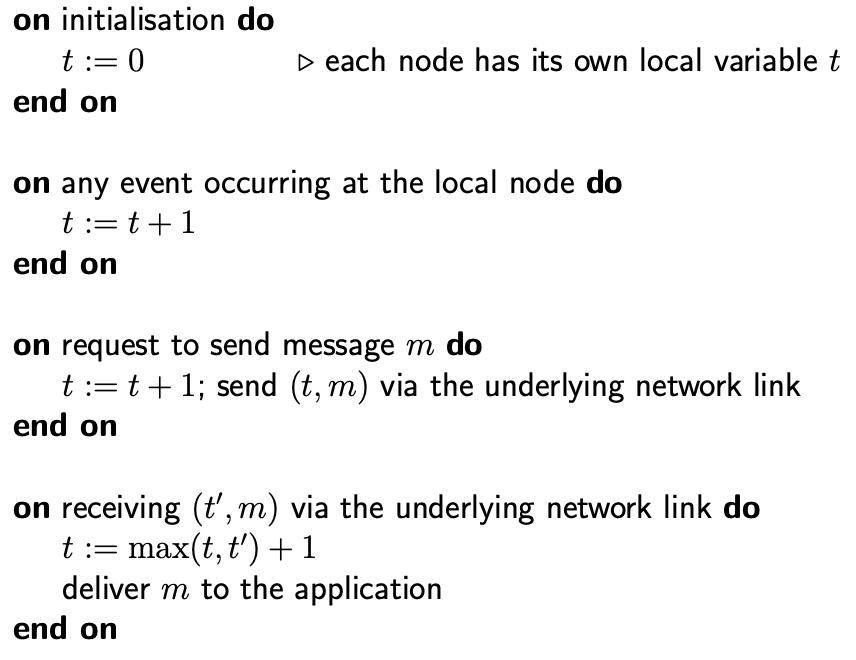 on initialisation do
t := 0 ▷ each node has its own local variable t
end on
on any event occurring at the local node do
t := t + 1
end on
on request to send message m do
t := t + 1; send (t, m) via the underlying network link
end on
on receiving (t′, m) via the underlying network link do
t := max(t, t′) + 1
deliver m to the application
end on